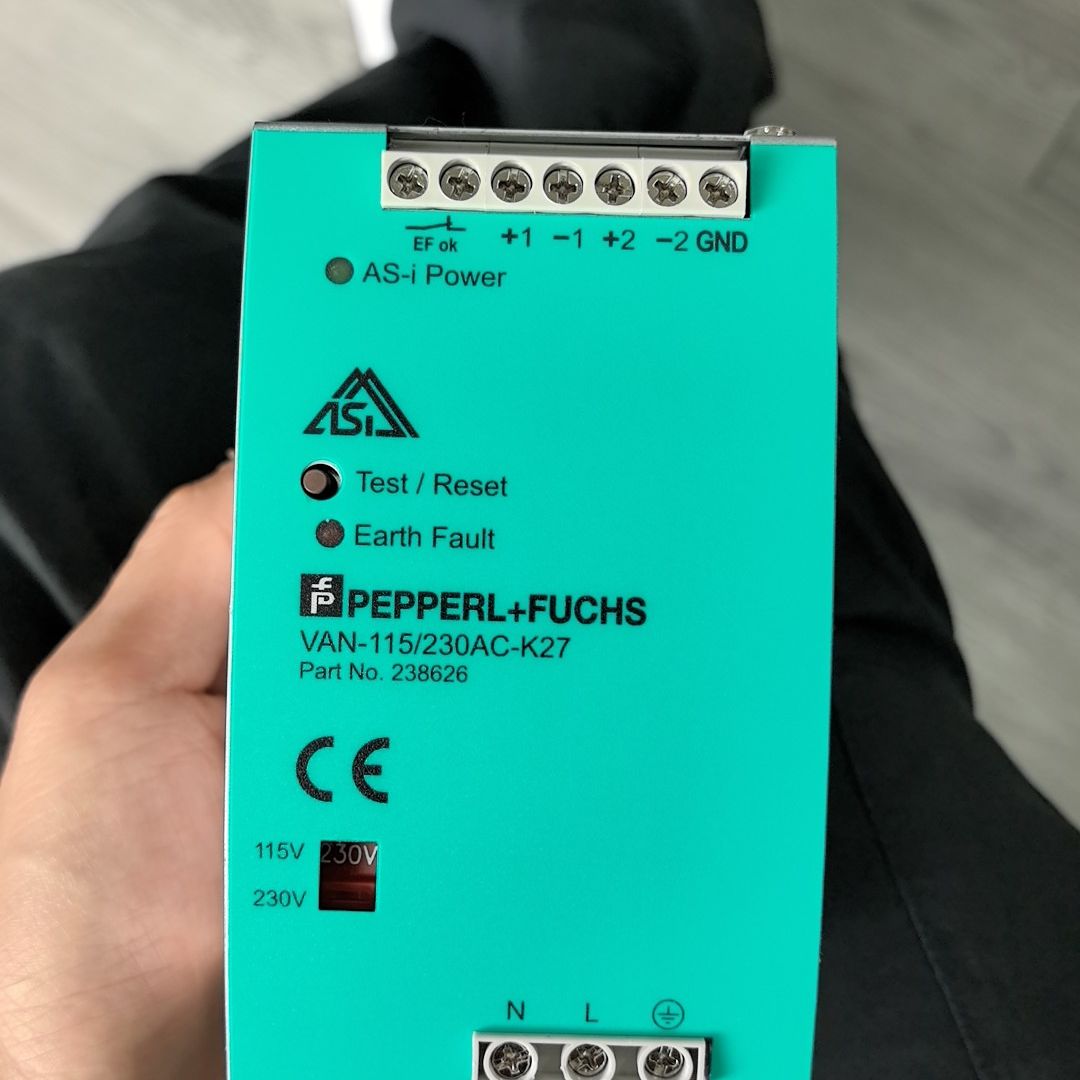 EF ok
+1 −1 +2 −2 GND
AS-i Power
ASi
Test / Reset
Earth Fault
PEPPERL+FUCHS
VAN-115/230AC-K27
Part No. 238626
CE
115V 230V
230V
N L